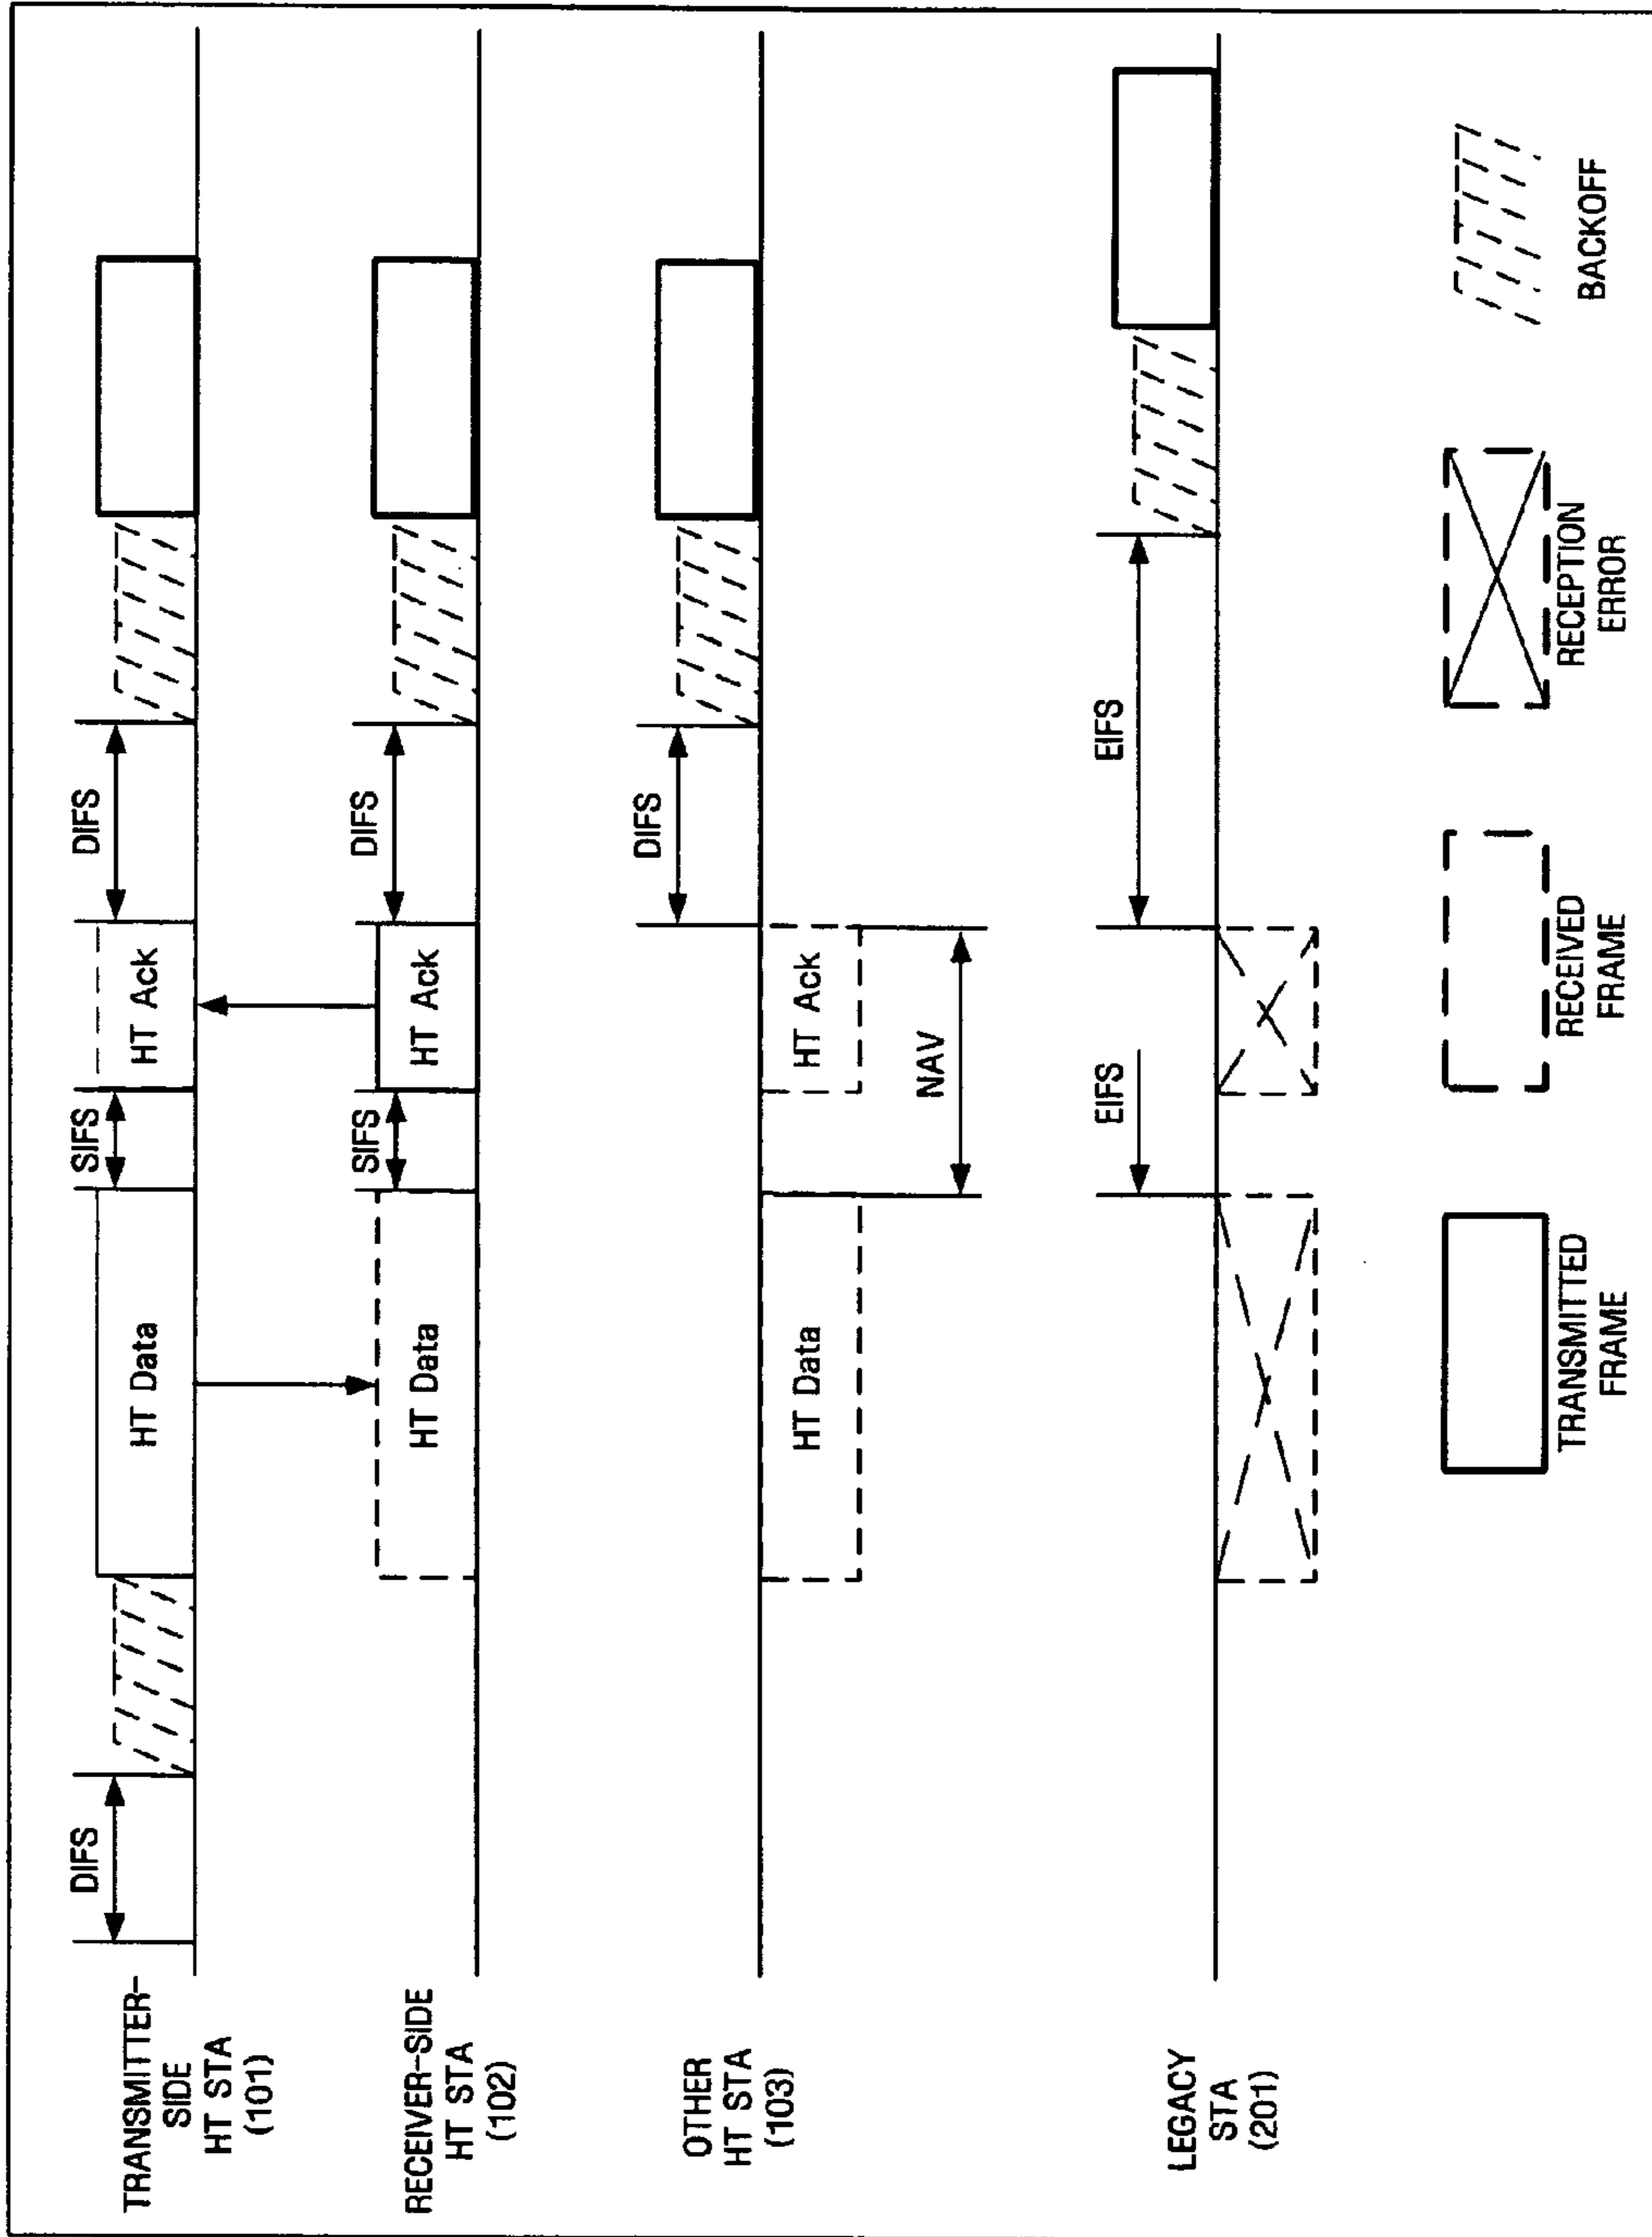 TRANSMITTER-
SIDE
HT STA
(101)
DIFS
HT Data
SIFS
HT Ack
DIFS
RECEIVER-SIDE
HT STA
(102)
HT Data
SIFS
HT Ack
DIFS
OTHER
HT STA
(103)
HT Data
HT Ack
DIFS
NAV
LEGACY
STA
(201)
EIFS
EIFS
TRANSMITTED
FRAME
RECEIVED
FRAME
RECEPTION
ERROR
BACKOFF